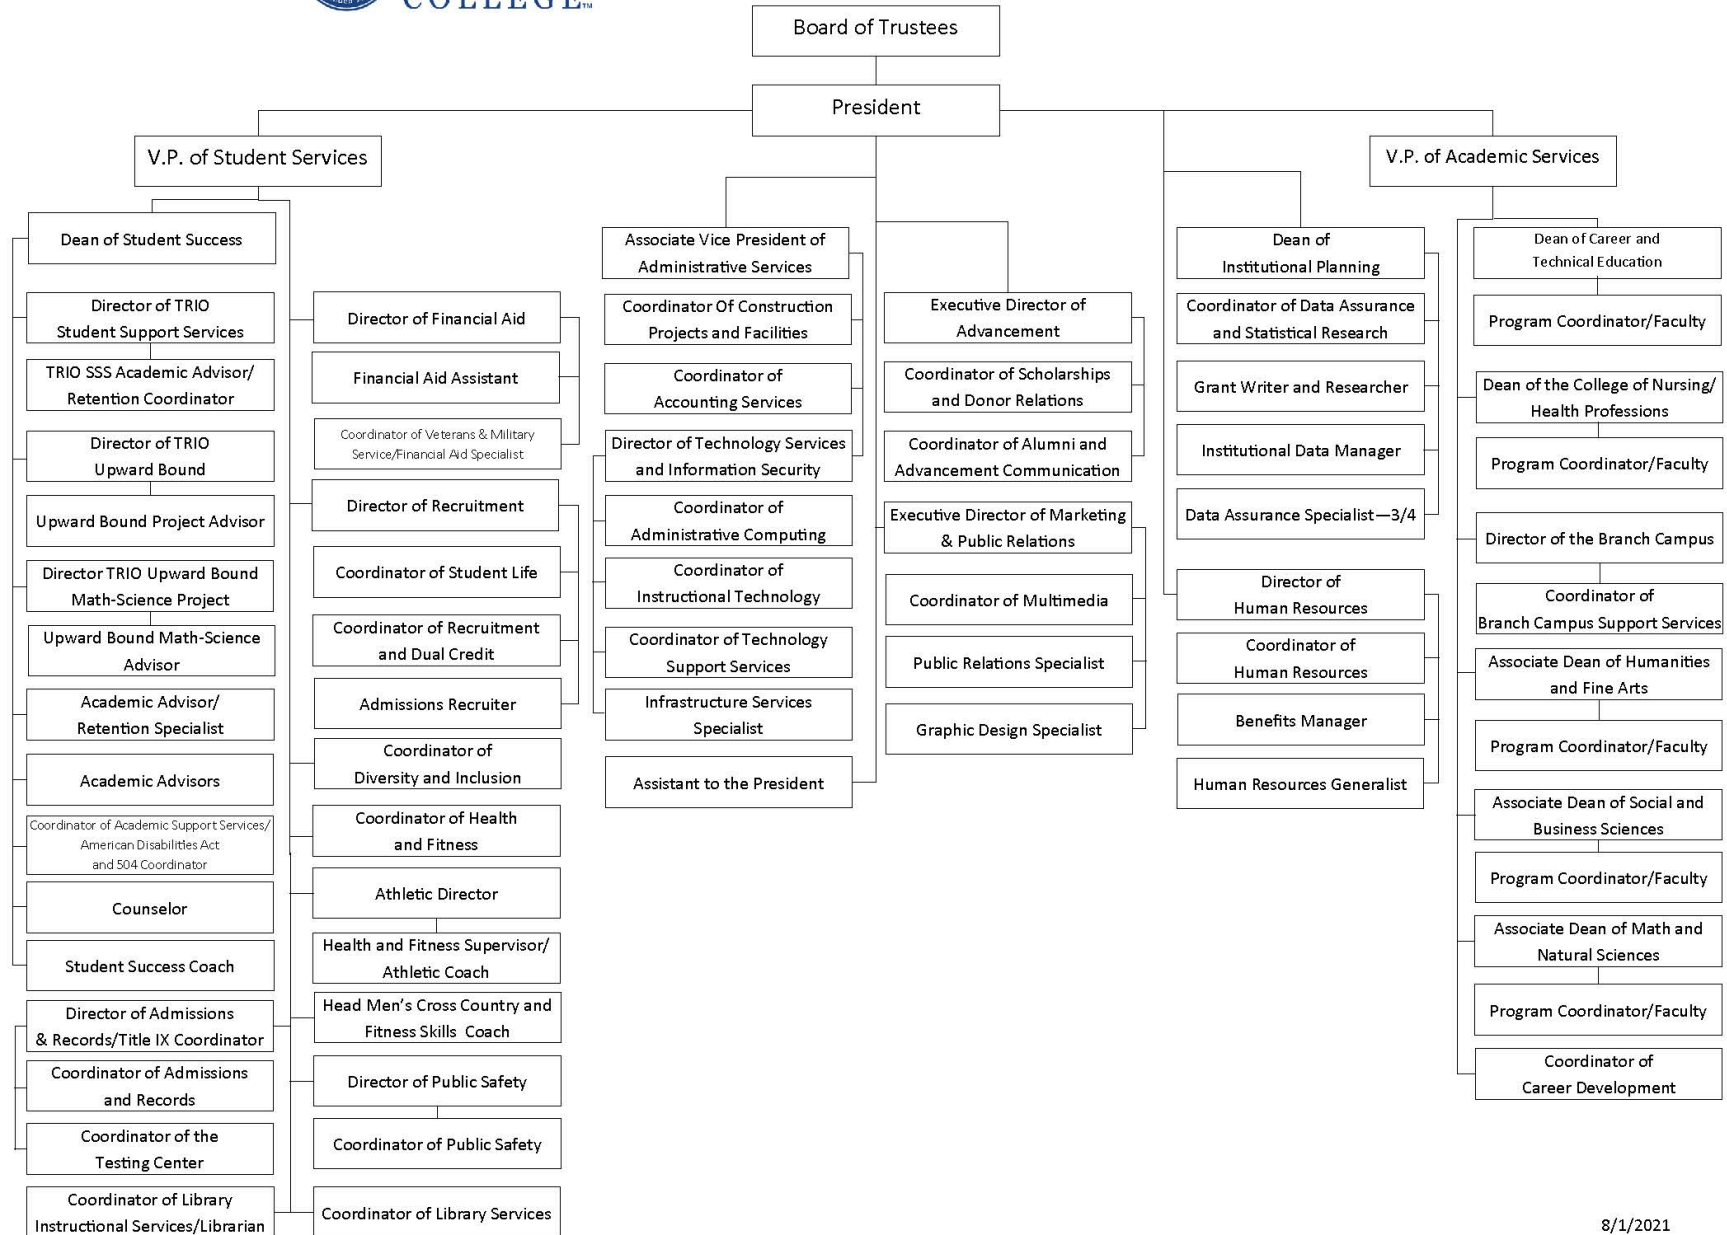 COLLEGE™
Board of Trustees
President
V.P. of Student Services
V.P. of Academic Services
Dean of Student Success
Director of TRIO
Student Support Services
TRIO SSS Academic Advisor/
Retention Coordinator
Director of TRIO
Upward Bound
Upward Bound Project Advisor
Director TRIO Upward Bound
Math-Science Project
Upward Bound Math-Science
Advisor
Academic Advisor/
Retention Specialist
Academic Advisors
Coordinator of Academic Support Services/
American Disabilities Act
and 504 Coordinator
Counselor
Student Success Coach
Director of Admissions
& Records/Title IX Coordinator
Coordinator of Admissions
and Records
Coordinator of the
Testing Center
Coordinator of Library
Instructional Services/Librarian
Director of Financial Aid
Financial Aid Assistant
Coordinator of Veterans & Military
Service/Financial Aid Specialist
Director of Recruitment
Coordinator of Student Life
Coordinator of Recruitment
and Dual Credit
Admissions Recruiter
Coordinator of
Diversity and Inclusion
Coordinator of Health
and Fitness
Athletic Director
Health and Fitness Supervisor/
Athletic Coach
Head Men’s Cross Country and
Fitness Skills Coach
Director of Public Safety
Coordinator of Public Safety
Coordinator of Library Services
Associate Vice President of
Administrative Services
Coordinator Of Construction
Projects and Facilities
Coordinator of
Accounting Services
Director of Technology Services
and Information Security
Coordinator of
Administrative Computing
Coordinator of
Instructional Technology
Coordinator of Technology
Support Services
Infrastructure Services
Specialist
Assistant to the President
Executive Director of
Advancement
Coordinator of Scholarships
and Donor Relations
Coordinator of Alumni and
Advancement Communication
Executive Director of Marketing
& Public Relations
Coordinator of Multimedia
Public Relations Specialist
Graphic Design Specialist
Dean of
Institutional Planning
Coordinator of Data Assurance
and Statistical Research
Grant Writer and Researcher
Institutional Data Manager
Data Assurance Specialist—3/4
Director of
Human Resources
Coordinator of
Human Resources
Benefits Manager
Human Resources Generalist
Dean of Career and
Technical Education
Program Coordinator/Faculty
Dean of the College of Nursing/
Health Professions
Program Coordinator/Faculty
Director of the Branch Campus
Coordinator of
Branch Campus Support Services
Associate Dean of Humanities
and Fine Arts
Program Coordinator/Faculty
Associate Dean of Social and
Business Sciences
Program Coordinator/Faculty
Associate Dean of Math and
Natural Sciences
Program Coordinator/Faculty
Coordinator of
Career Development
8/1/2021